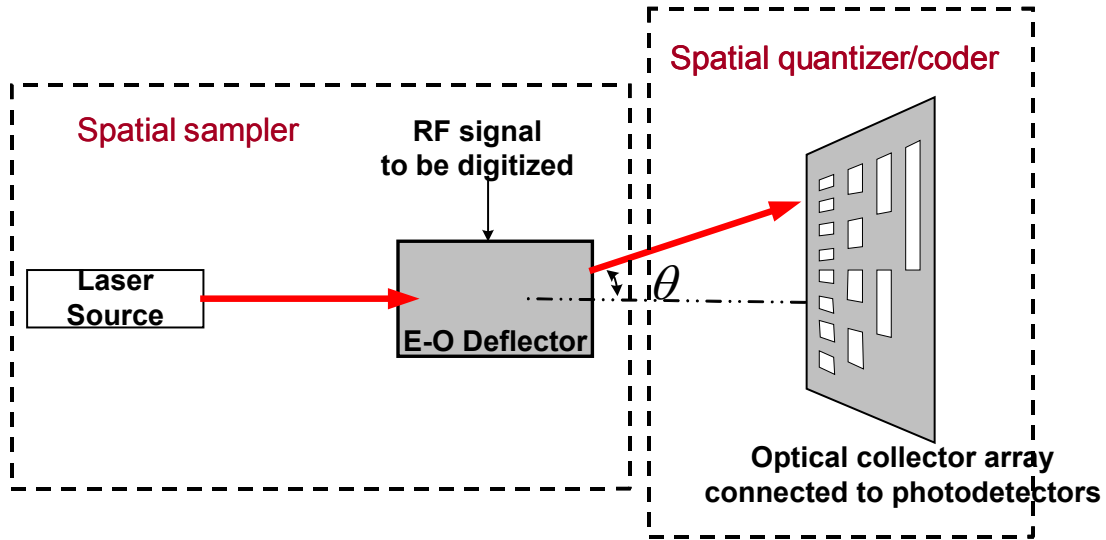 Spatial quantizer/coder
Spatial sampler
RF signal
to be digitized
Laser
Source
θ
E-O Deflector
Optical collector array
connected to photodetectors